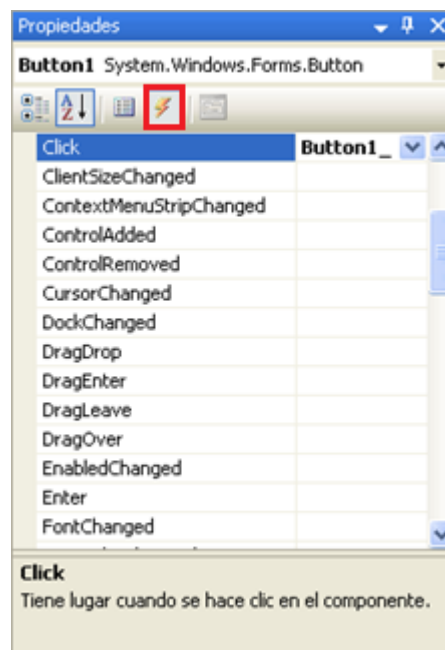 Propiedades
Button1 System.Windows.Forms.Button
Click Button1_
ClientSizeChanged
ContextMenuStripChanged
ControlAdded
ControlRemoved
CursorChanged
DockChanged
DragDrop
DragEnter
DragLeave
DragOver
EnabledChanged
Enter
FontChanged
Click
Tiene lugar cuando se hace clic en el componente.